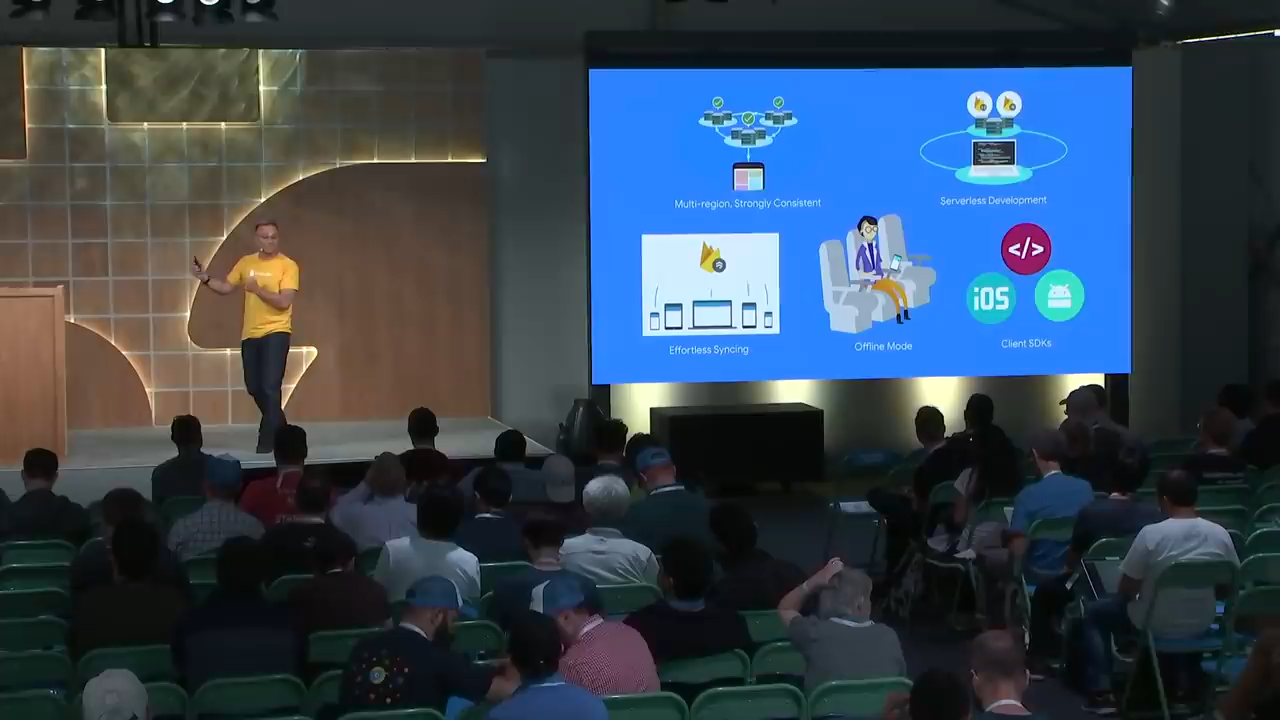 Multi-region, Strongly Consistent
Serverless Development
</>
iOS
Effortless Syncing
Offline Mode
Client SDKs